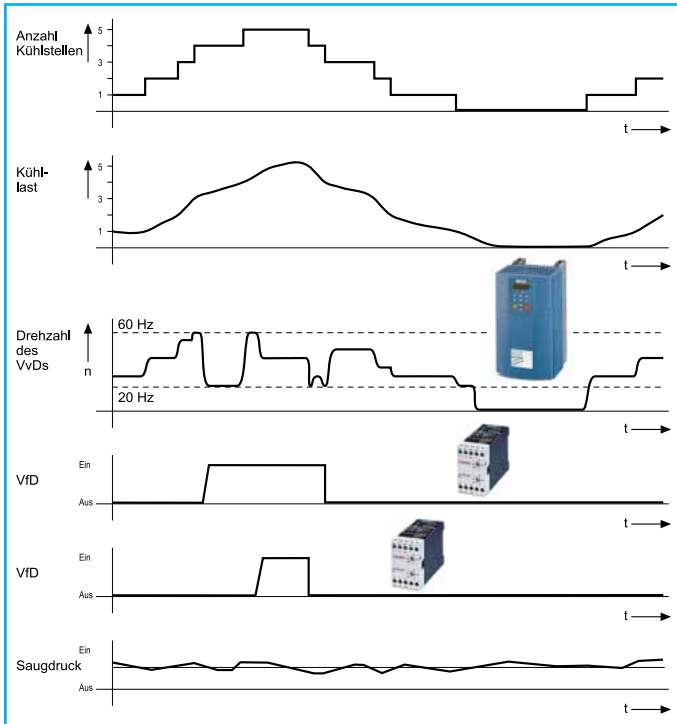 Anzahl
Kühlstellen
5
3
1
t
Kühl-
last
5
3
1
t
Drehzahl
des
VvDs
n
60 Hz
20 Hz
t
VfD
Ein
Aus
t
VfD
Ein
Aus
t
Saugdruck
Ein
Aus
t